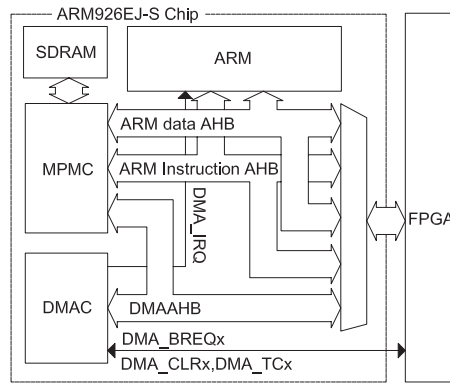 ARM926EJ-S Chip
SDRAM
ARM
ARM data AHB
MPMC
ARM Instruction AHB
DMA_IRQ
FPGA
DMAC
DMAAHB
DMA_BREQx
DMA_CLRx,DMA_TCx